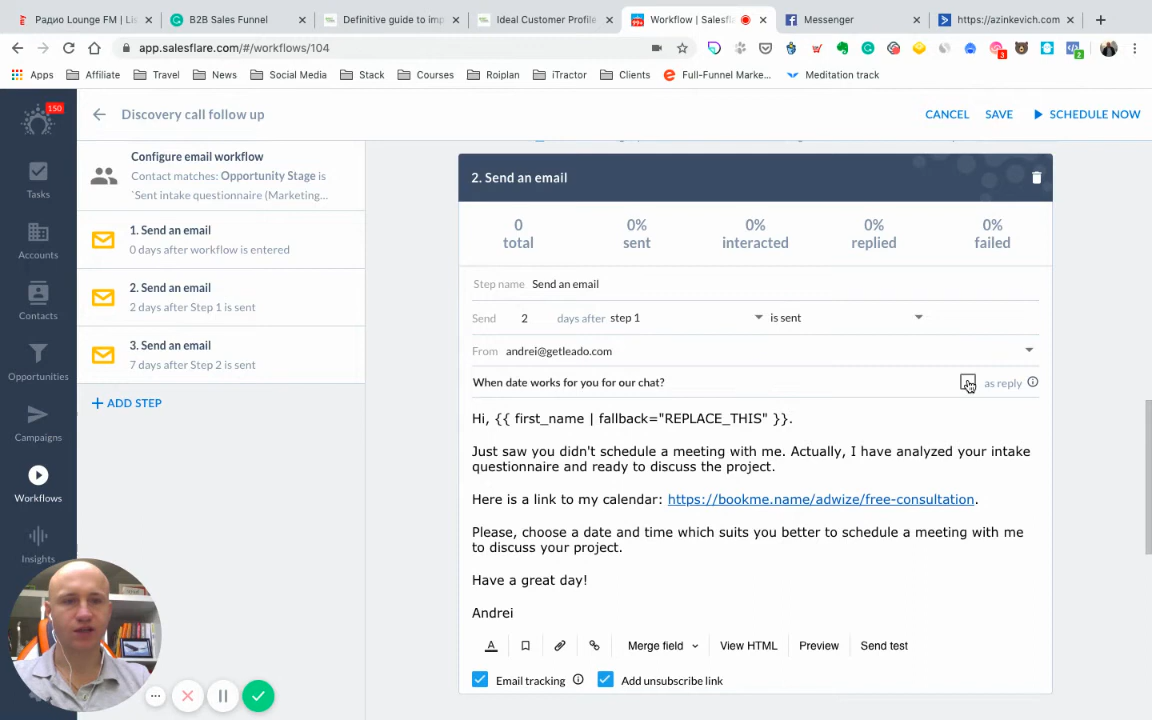 Радио Lounge FM | Lis
B2B Sales Funnel
Definitive guide to imp
Ideal Customer Profile
Workflow | Salesfl
Messenger
https://azinkevich.com
app.salesflare.com/#/workflows/104
Apps
Affiliate
Travel
News
Social Media
Stack
Courses
Roiplan
iTractor
Clients
Full-Funnel Marke...
Meditation track
150
Discovery call follow up
CANCEL
SAVE
SCHEDULE NOW
Tasks
Accounts
Contacts
Opportunities
Campaigns
Workflows
Insights
Configure email workflow
Contact matches: Opportunity Stage is
`Sent intake questionnaire (Marketing...
1. Send an email
0 days after workflow is entered
2. Send an email
2 days after Step 1 is sent
3. Send an email
7 days after Step 2 is sent
+ ADD STEP
2. Send an email
0 total
0% sent
0% interacted
0% replied
0% failed
Step name Send an email
Send 2 days after step 1 is sent
From andrei@getleado.com
When date works for you for our chat?
as reply
Hi, {{ first_name | fallback="REPLACE_THIS" }}.
Just saw you didn't schedule a meeting with me. Actually, I have analyzed your intake
questionnaire and ready to discuss the project.
Here is a link to my calendar: https://bookme.name/adwize/free-consultation.
Please, choose a date and time which suits you better to schedule a meeting with me
to discuss your project.
Have a great day!
Andrei
Merge field
View HTML
Preview
Send test
Email tracking
Add unsubscribe link